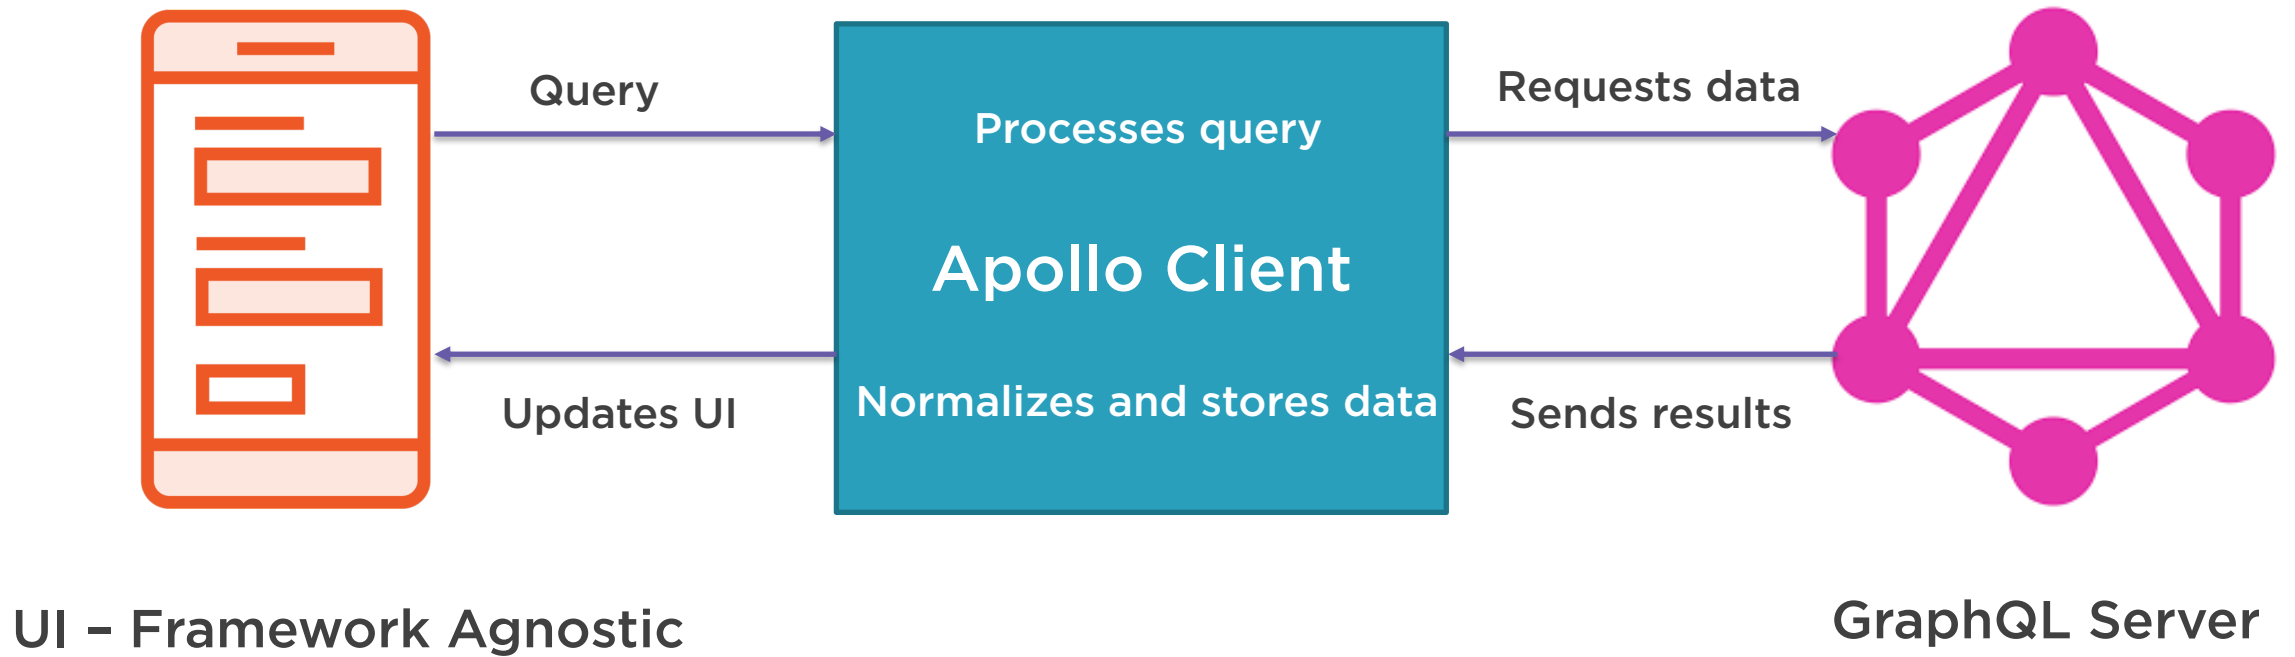 Query
Processes query
Requests data
Apollo Client
Updates UI
Normalizes and stores data
Sends results
UI – Framework Agnostic
GraphQL Server